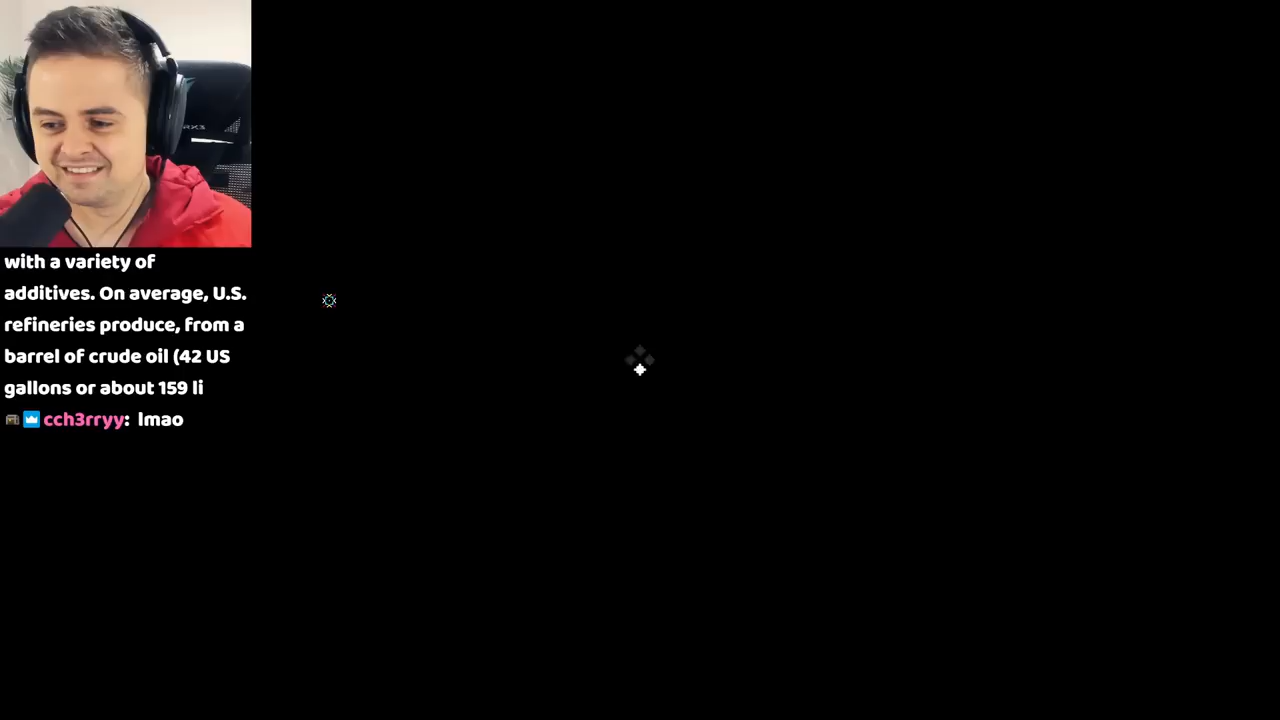 with a variety of
additives. On average, U.S.
refineries produce, from a
barrel of crude oil (42 US
gallons or about 159 li
cch3rryy: lmao